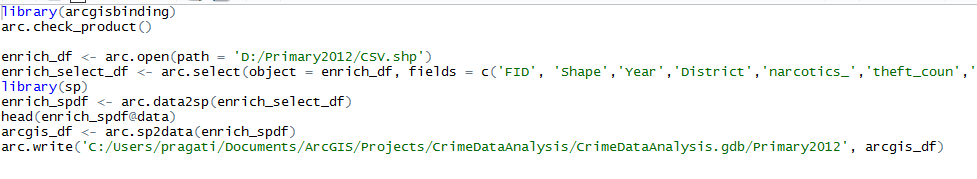 library(arcgisbinding)
arc.check_product()
enrich_df <- arc.open(path = 'D:/Primary2012/CSV.shp')
enrich_select_df <- arc.select(object = enrich_df, fields = c('FID', 'Shape','Year','District','narcotics_','theft_coun','
library(sp)
enrich_spdf <- arc.data2sp(enrich_select_df)
head(enrich_spdf@data)
arcgis_df <- arc.sp2data(enrich_spdf)
arc.write('C:/Users/pragati/Documents/ArcGIS/Projects/CrimeDataAnalysis/CrimeDataAnalysis.gdb/Primary2012', arcgis_df)